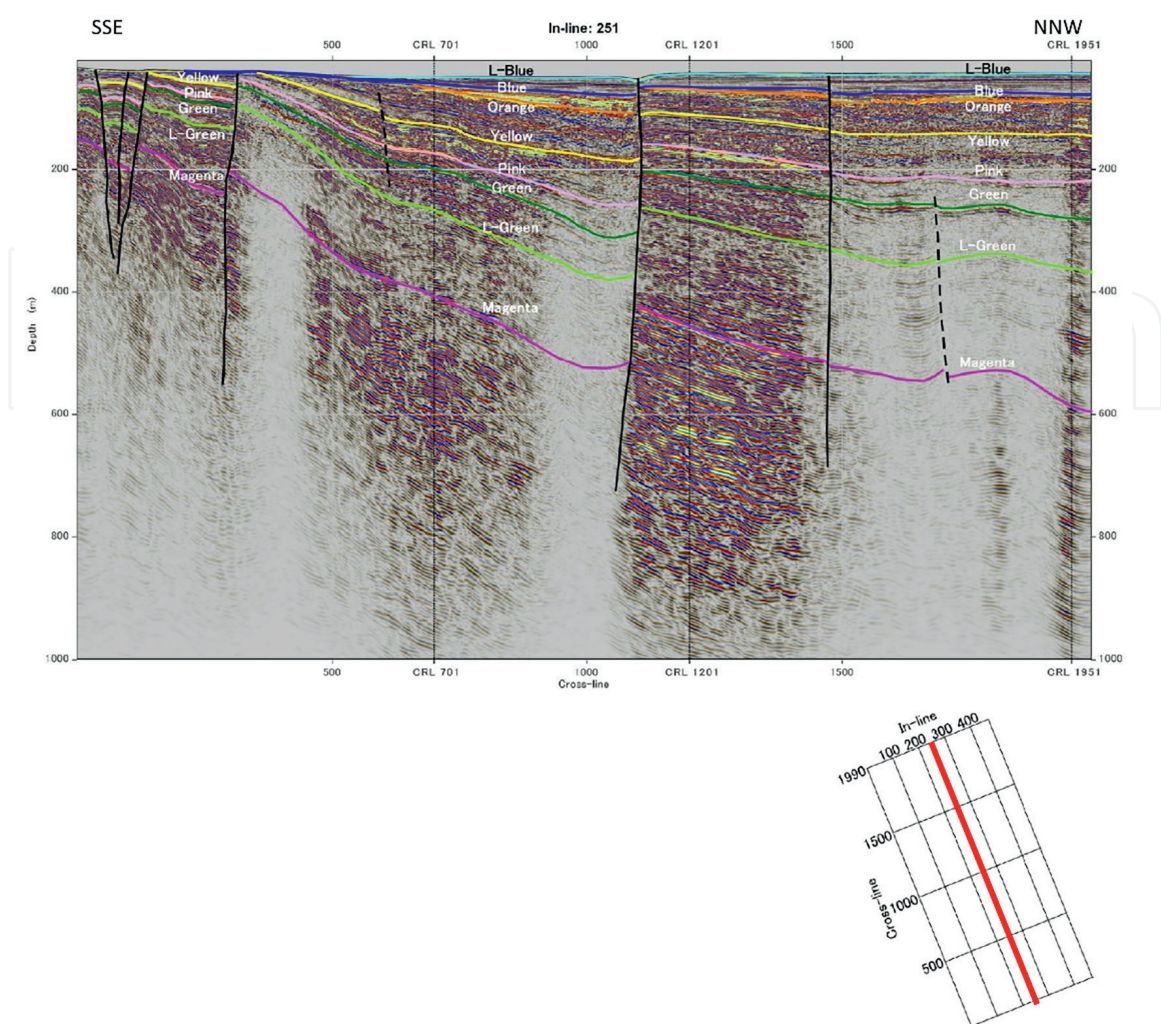 SSE In-line: 251 NNW
500 CRL 701 1000 CRL 1201 1500 CRL 1951
L-Blue L-Blue
Yellow Blue Blue
Pink Orange Orange
Green Yellow Yellow
L-Green
200 Magenta Pink Pink 200
Green Green
L-Green L-Green
400 Magenta 400
Magenta
Depth (m)
600 600
800 800
1000 1000
500 CRL 701 1000 CRL 1201 1500 CRL 1951
Cross-line
In-line
1990 100 200 300 400
1500
1000
Cross-line
500